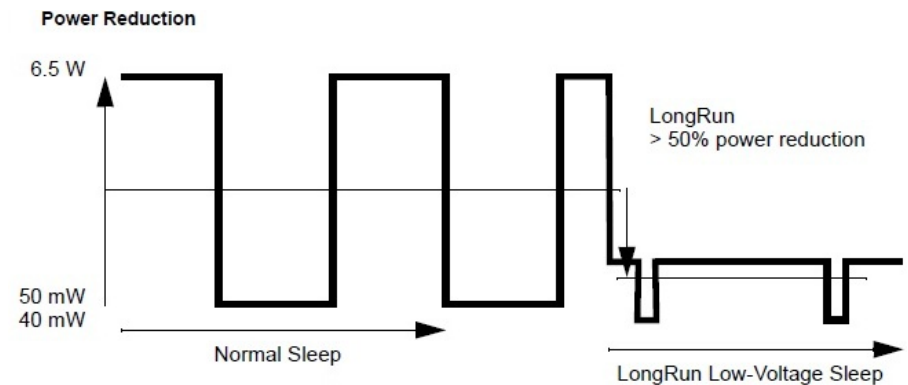 Power Reduction
6.5 W
LongRun
> 50% power reduction
50 mW
40 mW
Normal Sleep
LongRun Low-Voltage Sleep